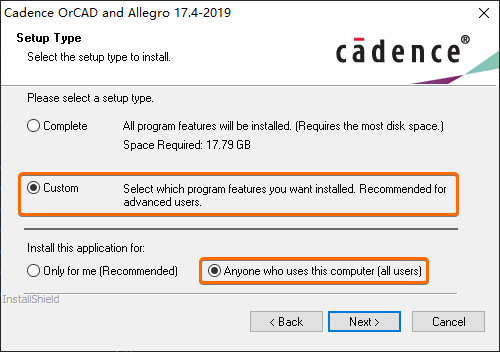 Cadence OrCAD and Allegro 17.4-2019
Setup Type
Select the setup type to install.
cādence®
Please select a setup type.
Complete
All program features will be installed. (Requires the most disk space.)
Space Required: 17.79 GB
Custom
Select which program features you want installed. Recommended for
advanced users.
Install this application for:
Only for me (Recommended)
Anyone who uses this computer (all users)
InstallShield
< Back
Next >
Cancel